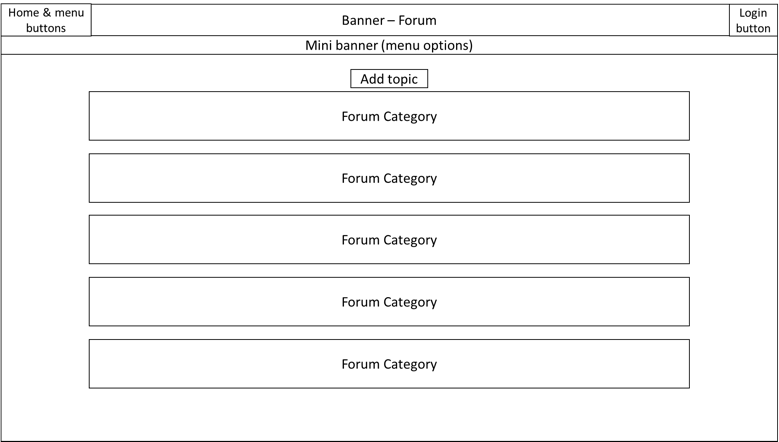 Home & menu
buttons
Banner – Forum
Login
button
Mini banner (menu options)
Add topic
Forum Category
Forum Category
Forum Category
Forum Category
Forum Category